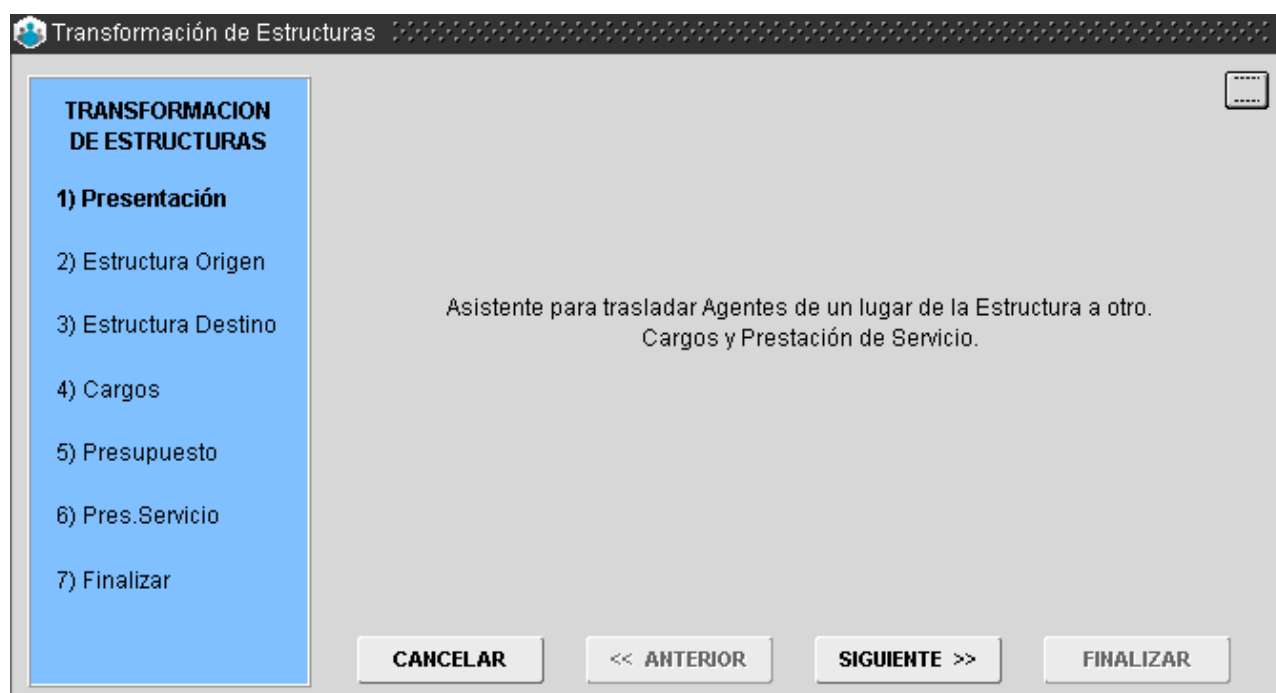 Transformación de Estructuras
TRANSFORMACION
DE ESTRUCTURAS
1) Presentación
2) Estructura Origen
3) Estructura Destino
4) Cargos
5) Presupuesto
6) Pres.Servicio
7) Finalizar
Asistente para trasladar Agentes de un lugar de la Estructura a otro.
Cargos y Prestación de Servicio.
CANCELAR << ANTERIOR SIGUIENTE >> FINALIZAR